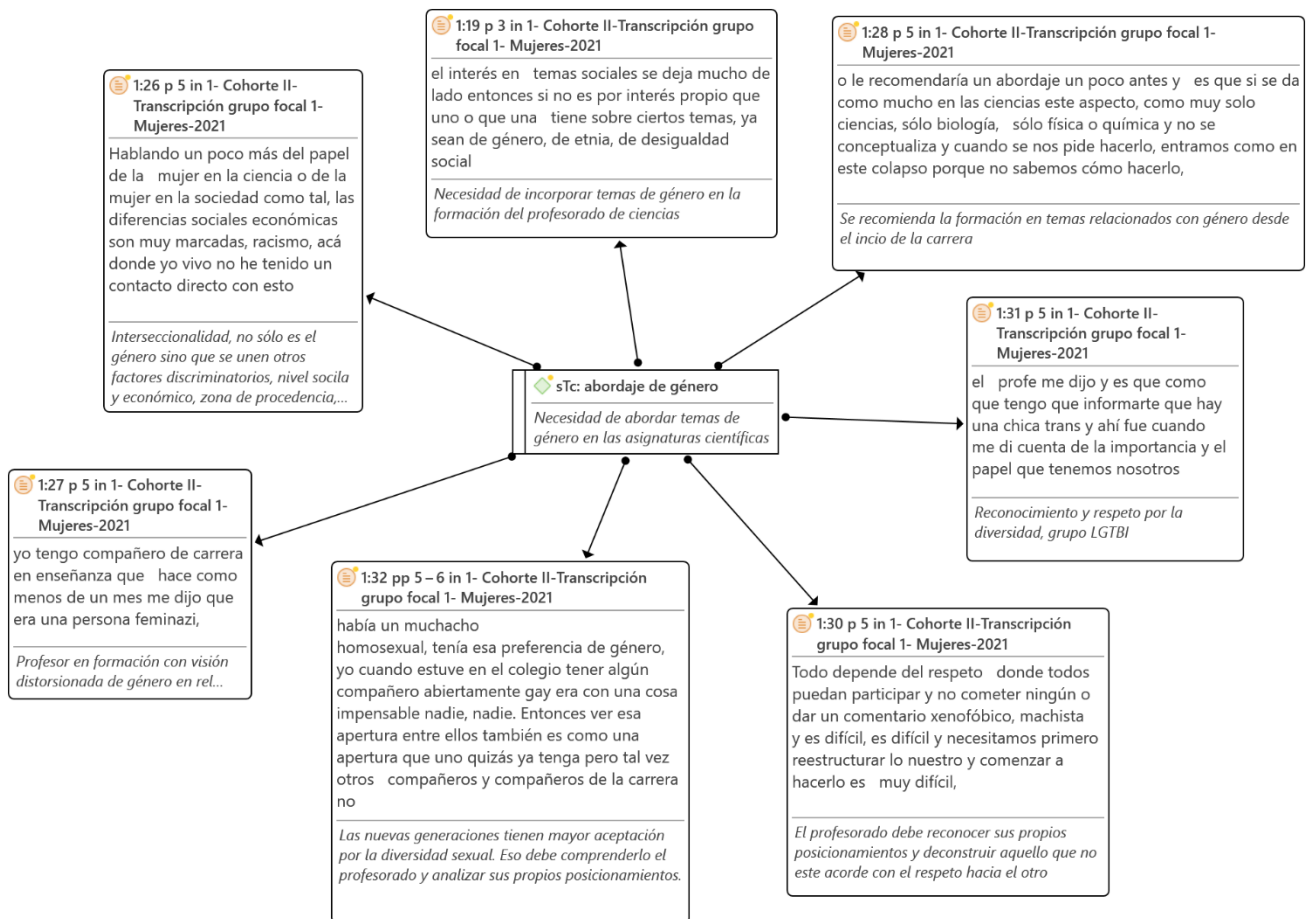 1:19 p 3 in 1- Cohorte II-Transcripción grupo
focal 1- Mujeres-2021
el interés en temas sociales se deja mucho de
lado entonces si no es por interés propio que
uno o que una tiene sobre ciertos temas, ya
sean de género, de etnia, de desigualdad
social
Necesidad de incorporar temas de género en la
formación del profesorado de ciencias
1:28 p 5 in 1- Cohorte II-Transcripción grupo focal 1-
Mujeres-2021
o le recomendaría un abordaje un poco antes y es que si se da
como mucho en las ciencias este aspecto, como muy solo
ciencias, sólo biología, sólo física o química y no se
conceptualiza y cuando se nos pide hacerlo, entramos como en
este colapso porque no sabemos cómo hacerlo,
Se recomienda la formación en temas relacionados con género desde
el incio de la carrera
1:26 p 5 in 1- Cohorte II-
Transcripción grupo focal 1-
Mujeres-2021
Hablando un poco más del papel
de la mujer en la ciencia o de la
mujer en la sociedad como tal, las
diferencias sociales económicas
son muy marcadas, racismo, acá
donde yo vivo no he tenido un
contacto directo con esto
Interseccionalidad, no sólo es el
género sino que se unen otros
factores discriminatorios, nivel socila
y económico, zona de procedencia,...
1:31 p 5 in 1- Cohorte II-
Transcripción grupo focal 1-
Mujeres-2021
el profe me dijo y es que como
que tengo que informarte que hay
una chica trans y ahí fue cuando
me di cuenta de la importancia y el
papel que tenemos nosotros
Reconocimiento y respeto por la
diversidad, grupo LGTBI
sTc: abordaje de género
Necesidad de abordar temas de
género en las asignaturas científicas
1:27 p 5 in 1- Cohorte II-
Transcripción grupo focal 1-
Mujeres-2021
yo tengo compañero de carrera
en enseñanza que hace como
menos de un mes me dijo que
era una persona feminazi,
Profesor en formación con visión
distorsionada de género en rel...
1:32 pp 5 – 6 in 1- Cohorte II-Transcripción
grupo focal 1- Mujeres-2021
había un muchacho
homosexual, tenía esa preferencia de género,
yo cuando estuve en el colegio tener algún
compañero abiertamente gay era con una cosa
impensable nadie, nadie. Entonces ver esa
apertura entre ellos también es como una
apertura que uno quizás ya tenga pero tal vez
otros compañeros y compañeros de la carrera
no
Las nuevas generaciones tienen mayor aceptación
por la diversidad sexual. Eso debe comprenderlo el
profesorado y analizar sus propios posicionamientos.
1:30 p 5 in 1- Cohorte II-Transcripción
grupo focal 1- Mujeres-2021
Todo depende del respeto donde todos
puedan participar y no cometer ningún o
dar un comentario xenofóbico, machista
y es difícil, es difícil y necesitamos primero
reestructurar lo nuestro y comenzar a
hacerlo es muy difícil,
El profesorado debe reconocer sus propios
posicionamientos y deconstruir aquello que no
este acorde con el respeto hacia el otro